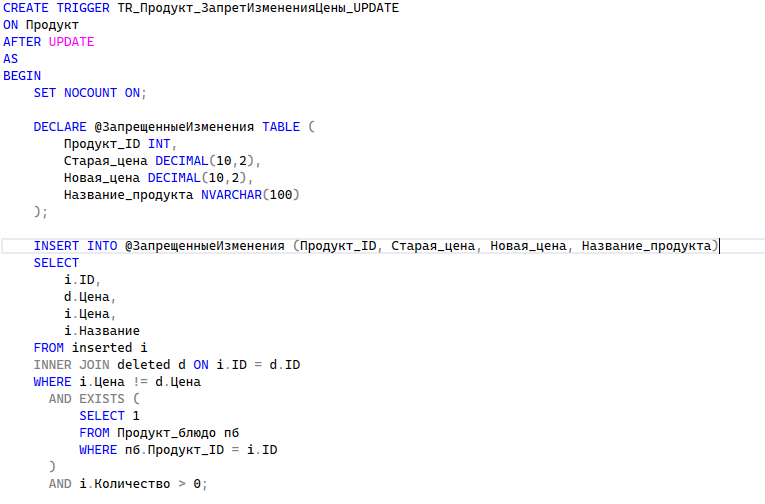 CREATE TRIGGER TR_Продукт_ЗапретИзмененияЦены_UPDATE
ON Продукт
AFTER UPDATE
AS
BEGIN
    SET NOCOUNT ON;

    DECLARE @ЗапрещенныеИзменения TABLE (
        Продукт_ID INT,
        Старая_цена DECIMAL(10,2),
        Новая_цена DECIMAL(10,2),
        Название_продукта NVARCHAR(100)
    );

    INSERT INTO @ЗапрещенныеИзменения (Продукт_ID, Старая_цена, Новая_цена, Название_продукта)
    SELECT
        i.ID,
        d.Цена,
        i.Цена,
        i.Название
    FROM inserted i
    INNER JOIN deleted d ON i.ID = d.ID
    WHERE i.Цена != d.Цена
      AND EXISTS (
          SELECT 1
          FROM Продукт_блюдо пб
          WHERE пб.Продукт_ID = i.ID
      )
      AND i.Количество > 0;